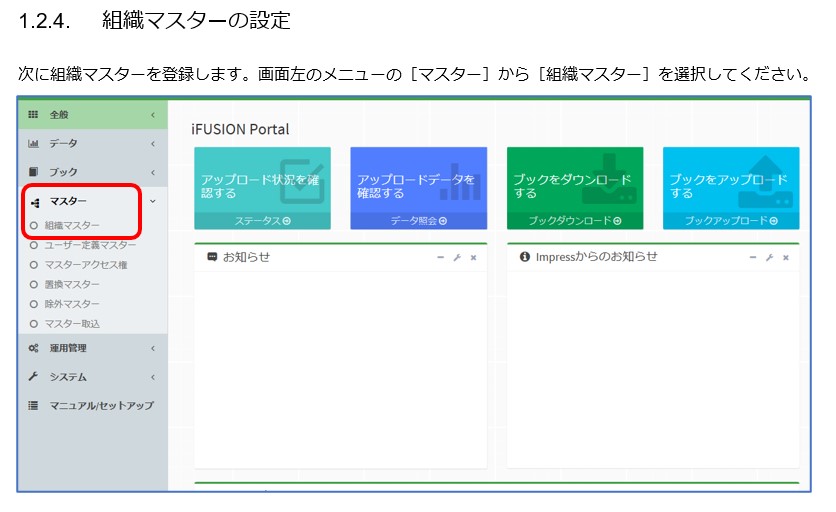 1.2.4. 組織マスターの設定
次に組織マスターを登録します。画面左のメニューの［マスター］から［組織マスター］を選択してください。
全般
データ
ブック
マスター
組織マスター
ユーザー定義マスター
マスターアクセス権
置換マスター
除外マスター
マスター取込
運用管理
システム
マニュアル/セットアップ
iFUSION Portal
アップロード状況を確
認する
ステータス
アップロードデータを
確認する
データ照会
ブックをダウンロード
する
ブックダウンロード
ブックをアップロード
する
ブックアップロード
お知らせ
Impressからのお知らせ